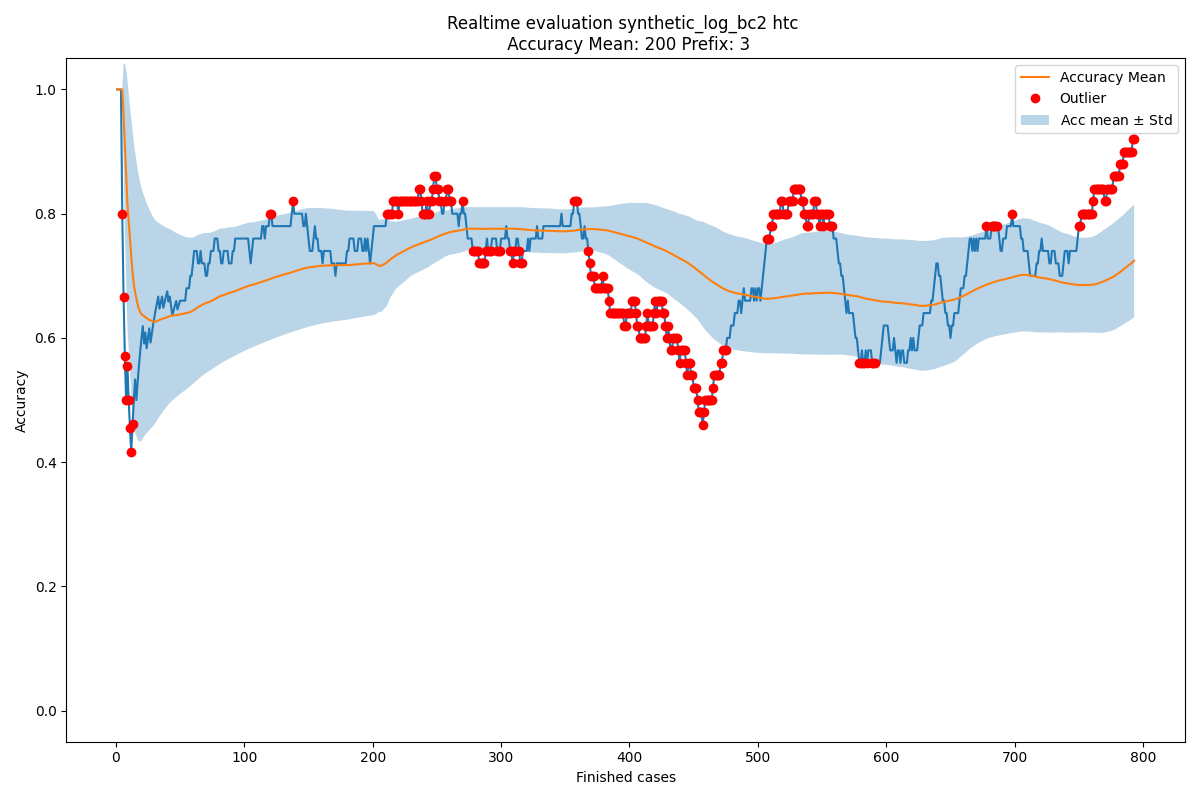 Realtime evaluation synthetic_log_bc2 htc
Accuracy Mean: 200 Prefix: 3
Accuracy Mean
Outlier
Acc mean ± Std
1.0
0.8
0.6
0.4
0.2
0.0
Accuracy
0 100 200 300 400 500 600 700 800
Finished cases